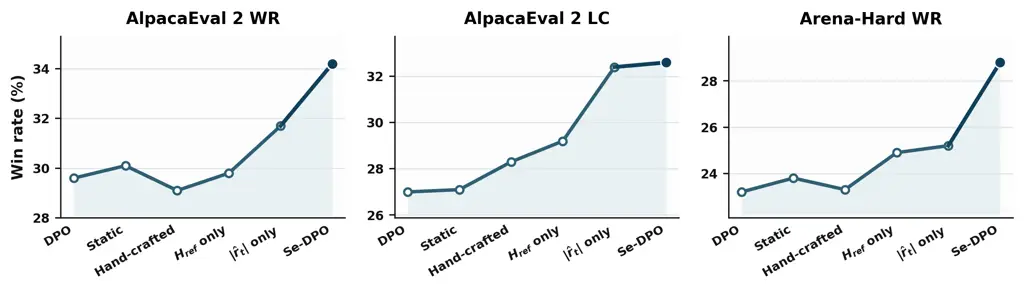 AlpacaEval 2 WR
Win rate (%)
34
32
30
28
DPO
Static
Hand-crafted
H_ref only
|r̂_t| only
Se-DPO
AlpacaEval 2 LC
32
30
28
26
DPO
Static
Hand-crafted
H_ref only
|r̂_t| only
Se-DPO
Arena-Hard WR
28
26
24
DPO
Static
Hand-crafted
H_ref only
|r̂_t| only
Se-DPO